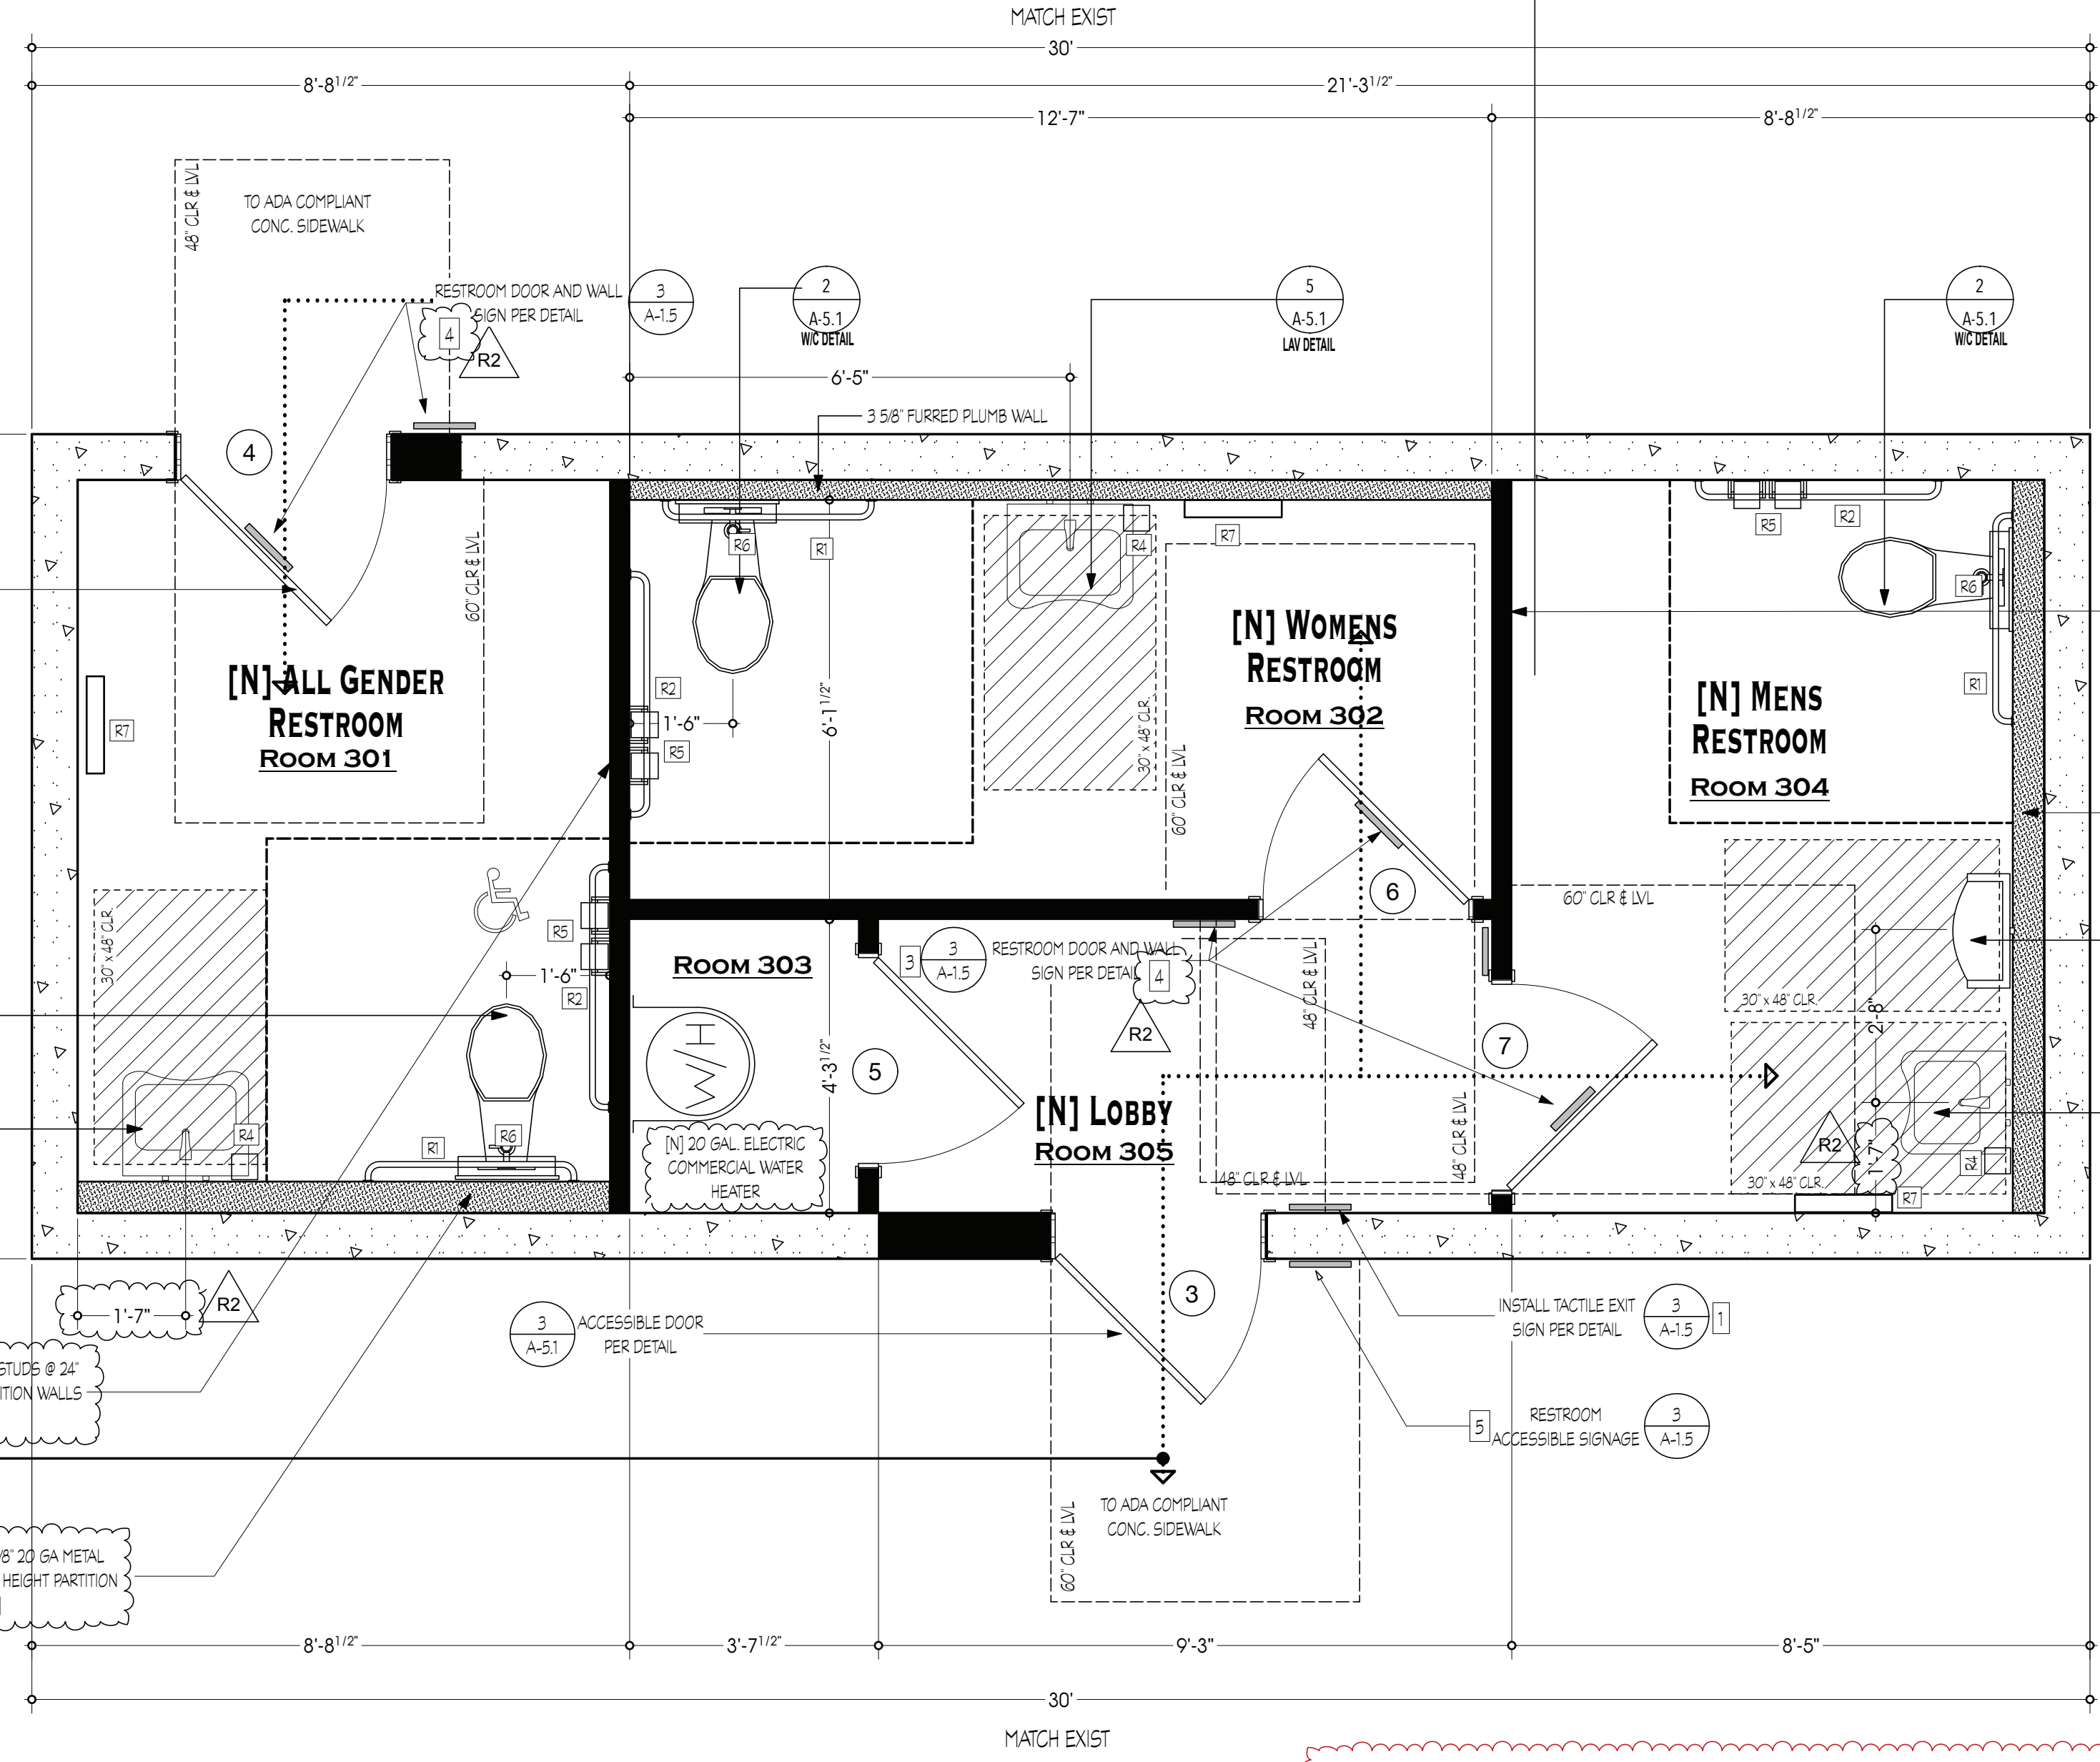 MATCH EXIST
30'
8'-8 1/2"
21'-3 1/2"
12'-7"
8'-8 1/2"
48" CLR & LVL
TO ADA COMPLIANT
CONC. SIDEWALK
RESTROOM DOOR AND WALL
SIGN PER DETAIL
3
A-1.5
4
R2
2
A-5.1
W/C DETAIL
5
A-5.1
LAV DETAIL
2
A-5.1
W/C DETAIL
6'-5"
3 5/8" FURRED PLUMB WALL
4
60" CLR & LVL
R6
R1
R4
R7
R5
R2
R6
R1
[N] ALL GENDER
RESTROOM
ROOM 301
R7
R2
1'-6"
R5
6'-1 1/2"
30" x 48" CLR.
60" CLR & LVL
[N] WOMENS
RESTROOM
ROOM 302
[N] MENS
RESTROOM
ROOM 304
6
60" CLR & LVL
30" x 48" CLR.
R5
1'-6"
R2
ROOM 303
3
3
A-1.5
RESTROOM DOOR AND WALL
SIGN PER DETAIL
4
R2
48" CLR & LVL
30" x 48" CLR.
2'-8"
W/H
4'-3 1/2"
5
7
[N] LOBBY
ROOM 305
48" CLR & LVL
48" CLR & LVL
R4
R1
R6
[N] 20 GAL. ELECTRIC
COMMERCIAL WATER
HEATER
R2
1'-7"
R4
30" x 48" CLR.
R7
1'-7"
R2
3
3
A-5.1
ACCESSIBLE DOOR
PER DETAIL
INSTALL TACTILE EXIT
SIGN PER DETAIL
3
A-1.5
1
STUDS @ 24"
ITION WALLS
5
RESTROOM
ACCESSIBLE SIGNAGE
3
A-1.5
TO ADA COMPLIANT
CONC. SIDEWALK
60" CLR & LVL
/8" 20 GA METAL
HEIGHT PARTITION
8'-8 1/2"
3'-7 1/2"
9'-3"
8'-5"
30'
MATCH EXIST